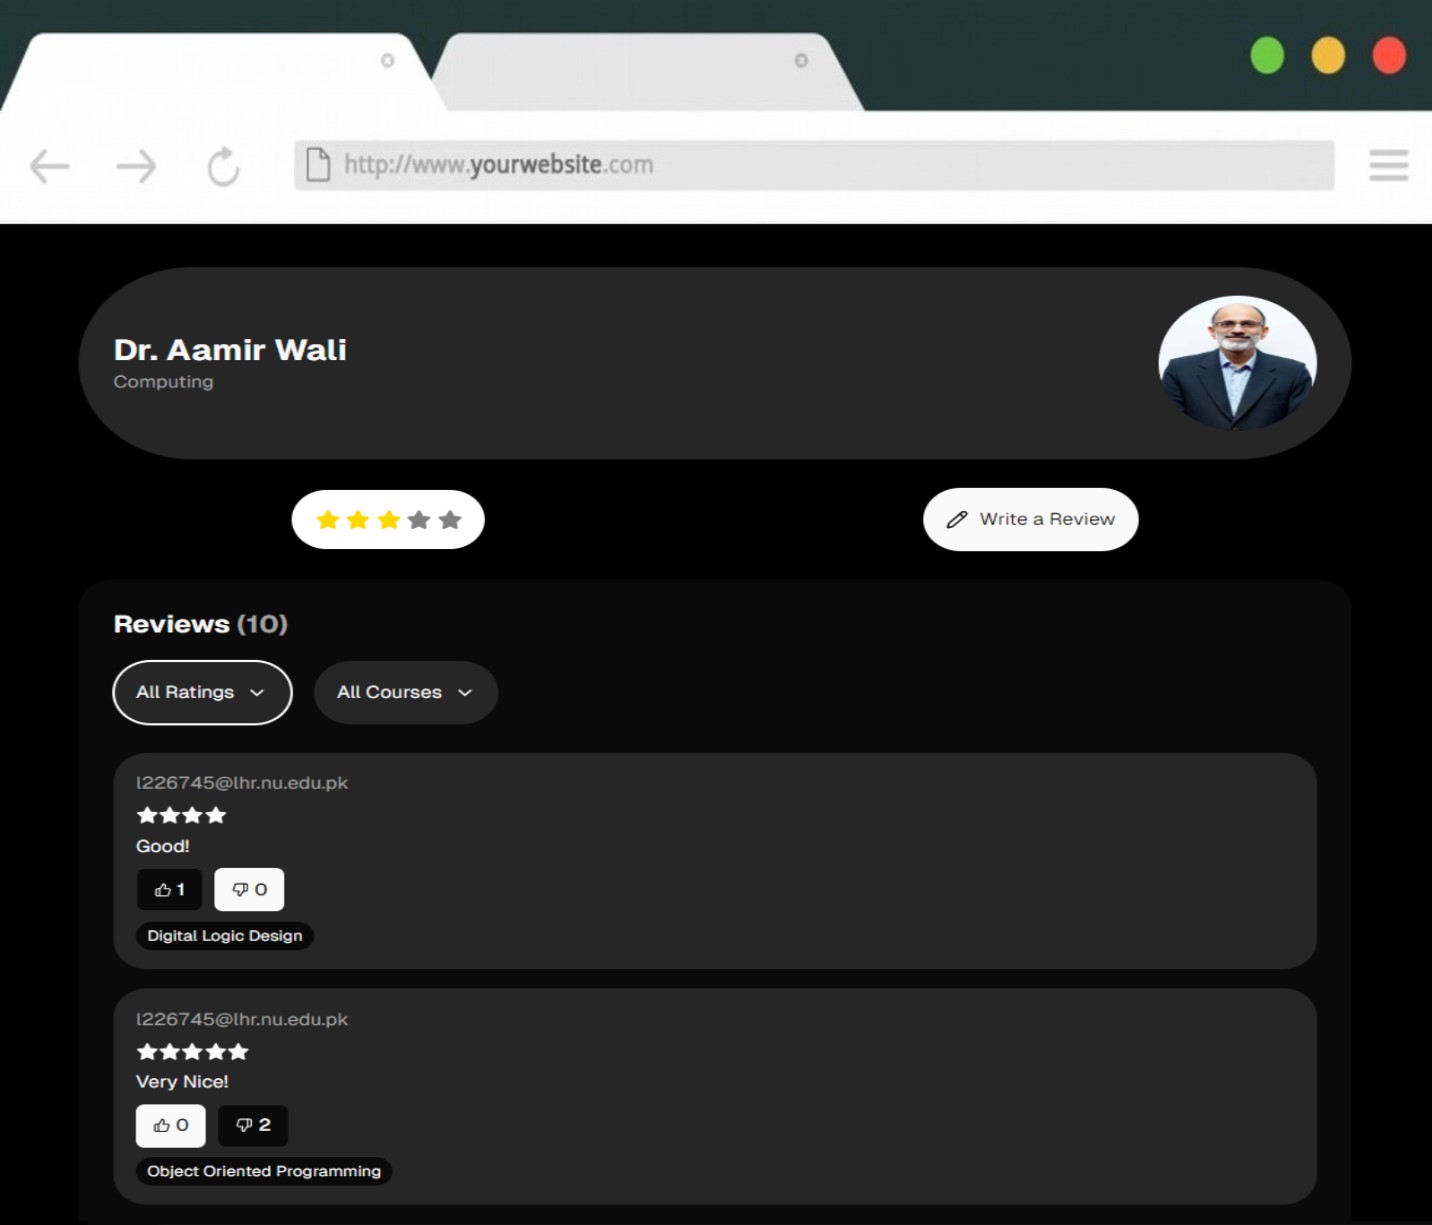 http://www.yourwebsite.com
Dr. Aamir Wali
Computing
Write a Review
Reviews (10)
All Ratings
All Courses
l226745@lhr.nu.edu.pk
Good!
1
0
Digital Logic Design
l226745@lhr.nu.edu.pk
Very Nice!
0
2
Object Oriented Programming